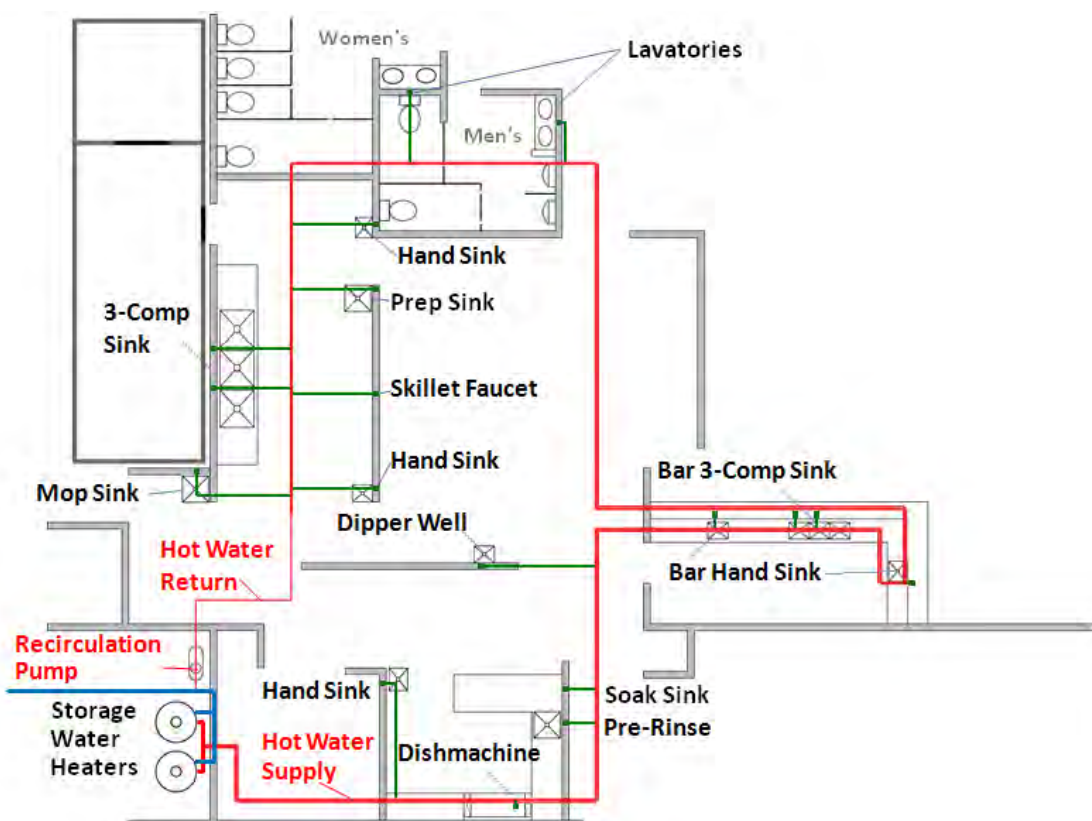 Women's
Lavatories
Men's
Hand Sink
Prep Sink
3-Comp
Sink
Skillet Faucet
Hand Sink
Bar 3-Comp Sink
Mop Sink
Dipper Well
Hot Water
Return
Bar Hand Sink
Recirculation
Pump
Hand Sink
Soak Sink
Storage
Water
Heaters
Pre-Rinse
Hot Water
Supply
Dishmachine